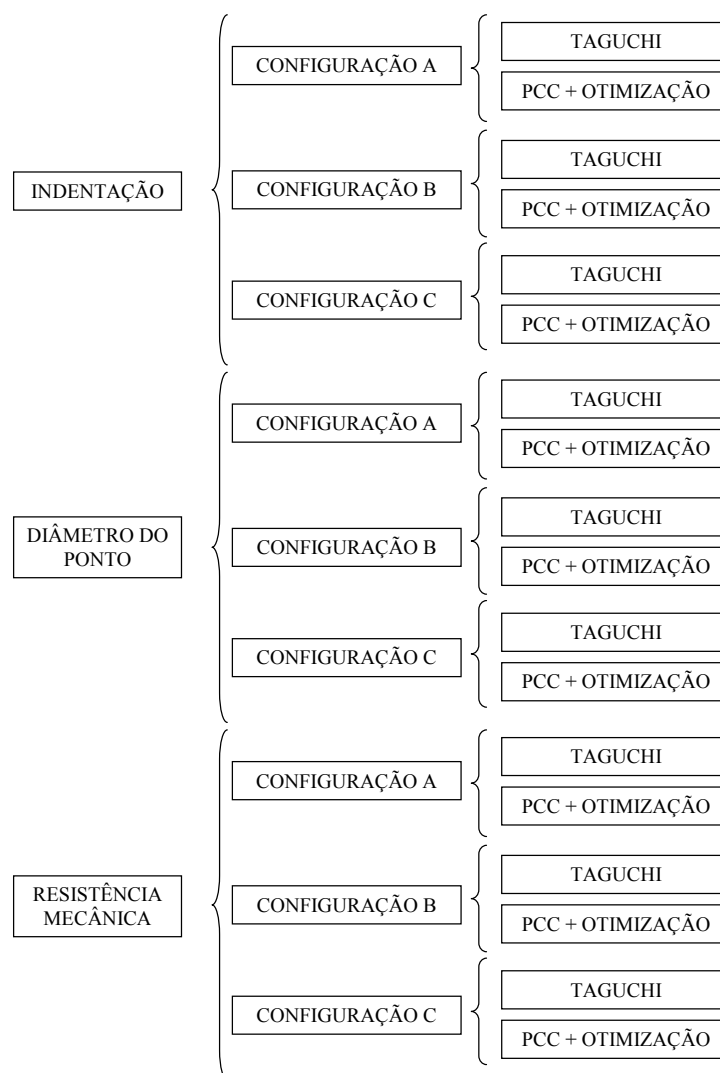 INDENTAÇÃO
CONFIGURAÇÃO A
TAGUCHI
PCC + OTIMIZAÇÃO
CONFIGURAÇÃO B
TAGUCHI
PCC + OTIMIZAÇÃO
CONFIGURAÇÃO C
TAGUCHI
PCC + OTIMIZAÇÃO
DIÂMETRO DO
PONTO
CONFIGURAÇÃO A
TAGUCHI
PCC + OTIMIZAÇÃO
CONFIGURAÇÃO B
TAGUCHI
PCC + OTIMIZAÇÃO
CONFIGURAÇÃO C
TAGUCHI
PCC + OTIMIZAÇÃO
RESISTÊNCIA
MECÂNICA
CONFIGURAÇÃO A
TAGUCHI
PCC + OTIMIZAÇÃO
CONFIGURAÇÃO B
TAGUCHI
PCC + OTIMIZAÇÃO
CONFIGURAÇÃO C
TAGUCHI
PCC + OTIMIZAÇÃO